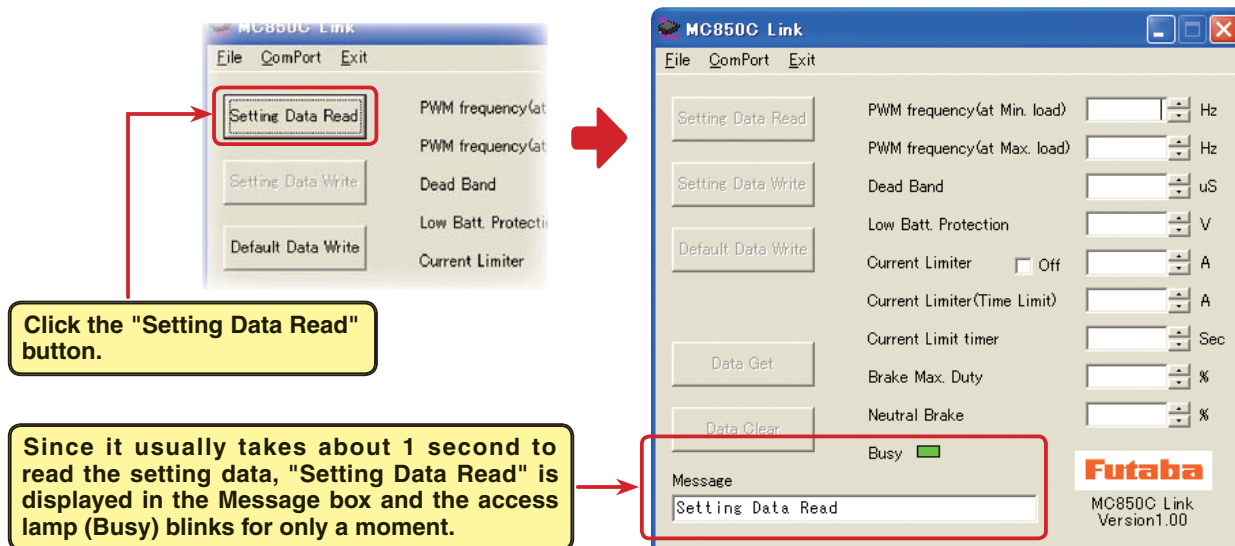 MC850C Link
File ComPort Exit
Setting Data Read
PWM frequency(at
PWM frequency(at
Setting Data Write
Dead Band
Low Batt. Protecti
Default Data Write
Current Limiter
Click the "Setting Data Read"
button.
Since it usually takes about 1 second to
read the setting data, "Setting Data Read" is
displayed in the Message box and the access
lamp (Busy) blinks for only a moment.
MC850C Link
File ComPort Exit
Setting Data Read
PWM frequency(at Min. load) Hz
PWM frequency(at Max. load) Hz
Setting Data Write
Dead Band uS
Low Batt. Protection V
Default Data Write
Current Limiter Off A
Current Limiter(Time Limit) A
Current Limit timer Sec
Data Get
Brake Max. Duty %
Neutral Brake %
Data Clear
Busy
Message
Setting Data Read
Futaba
MC850C Link
Version1.00